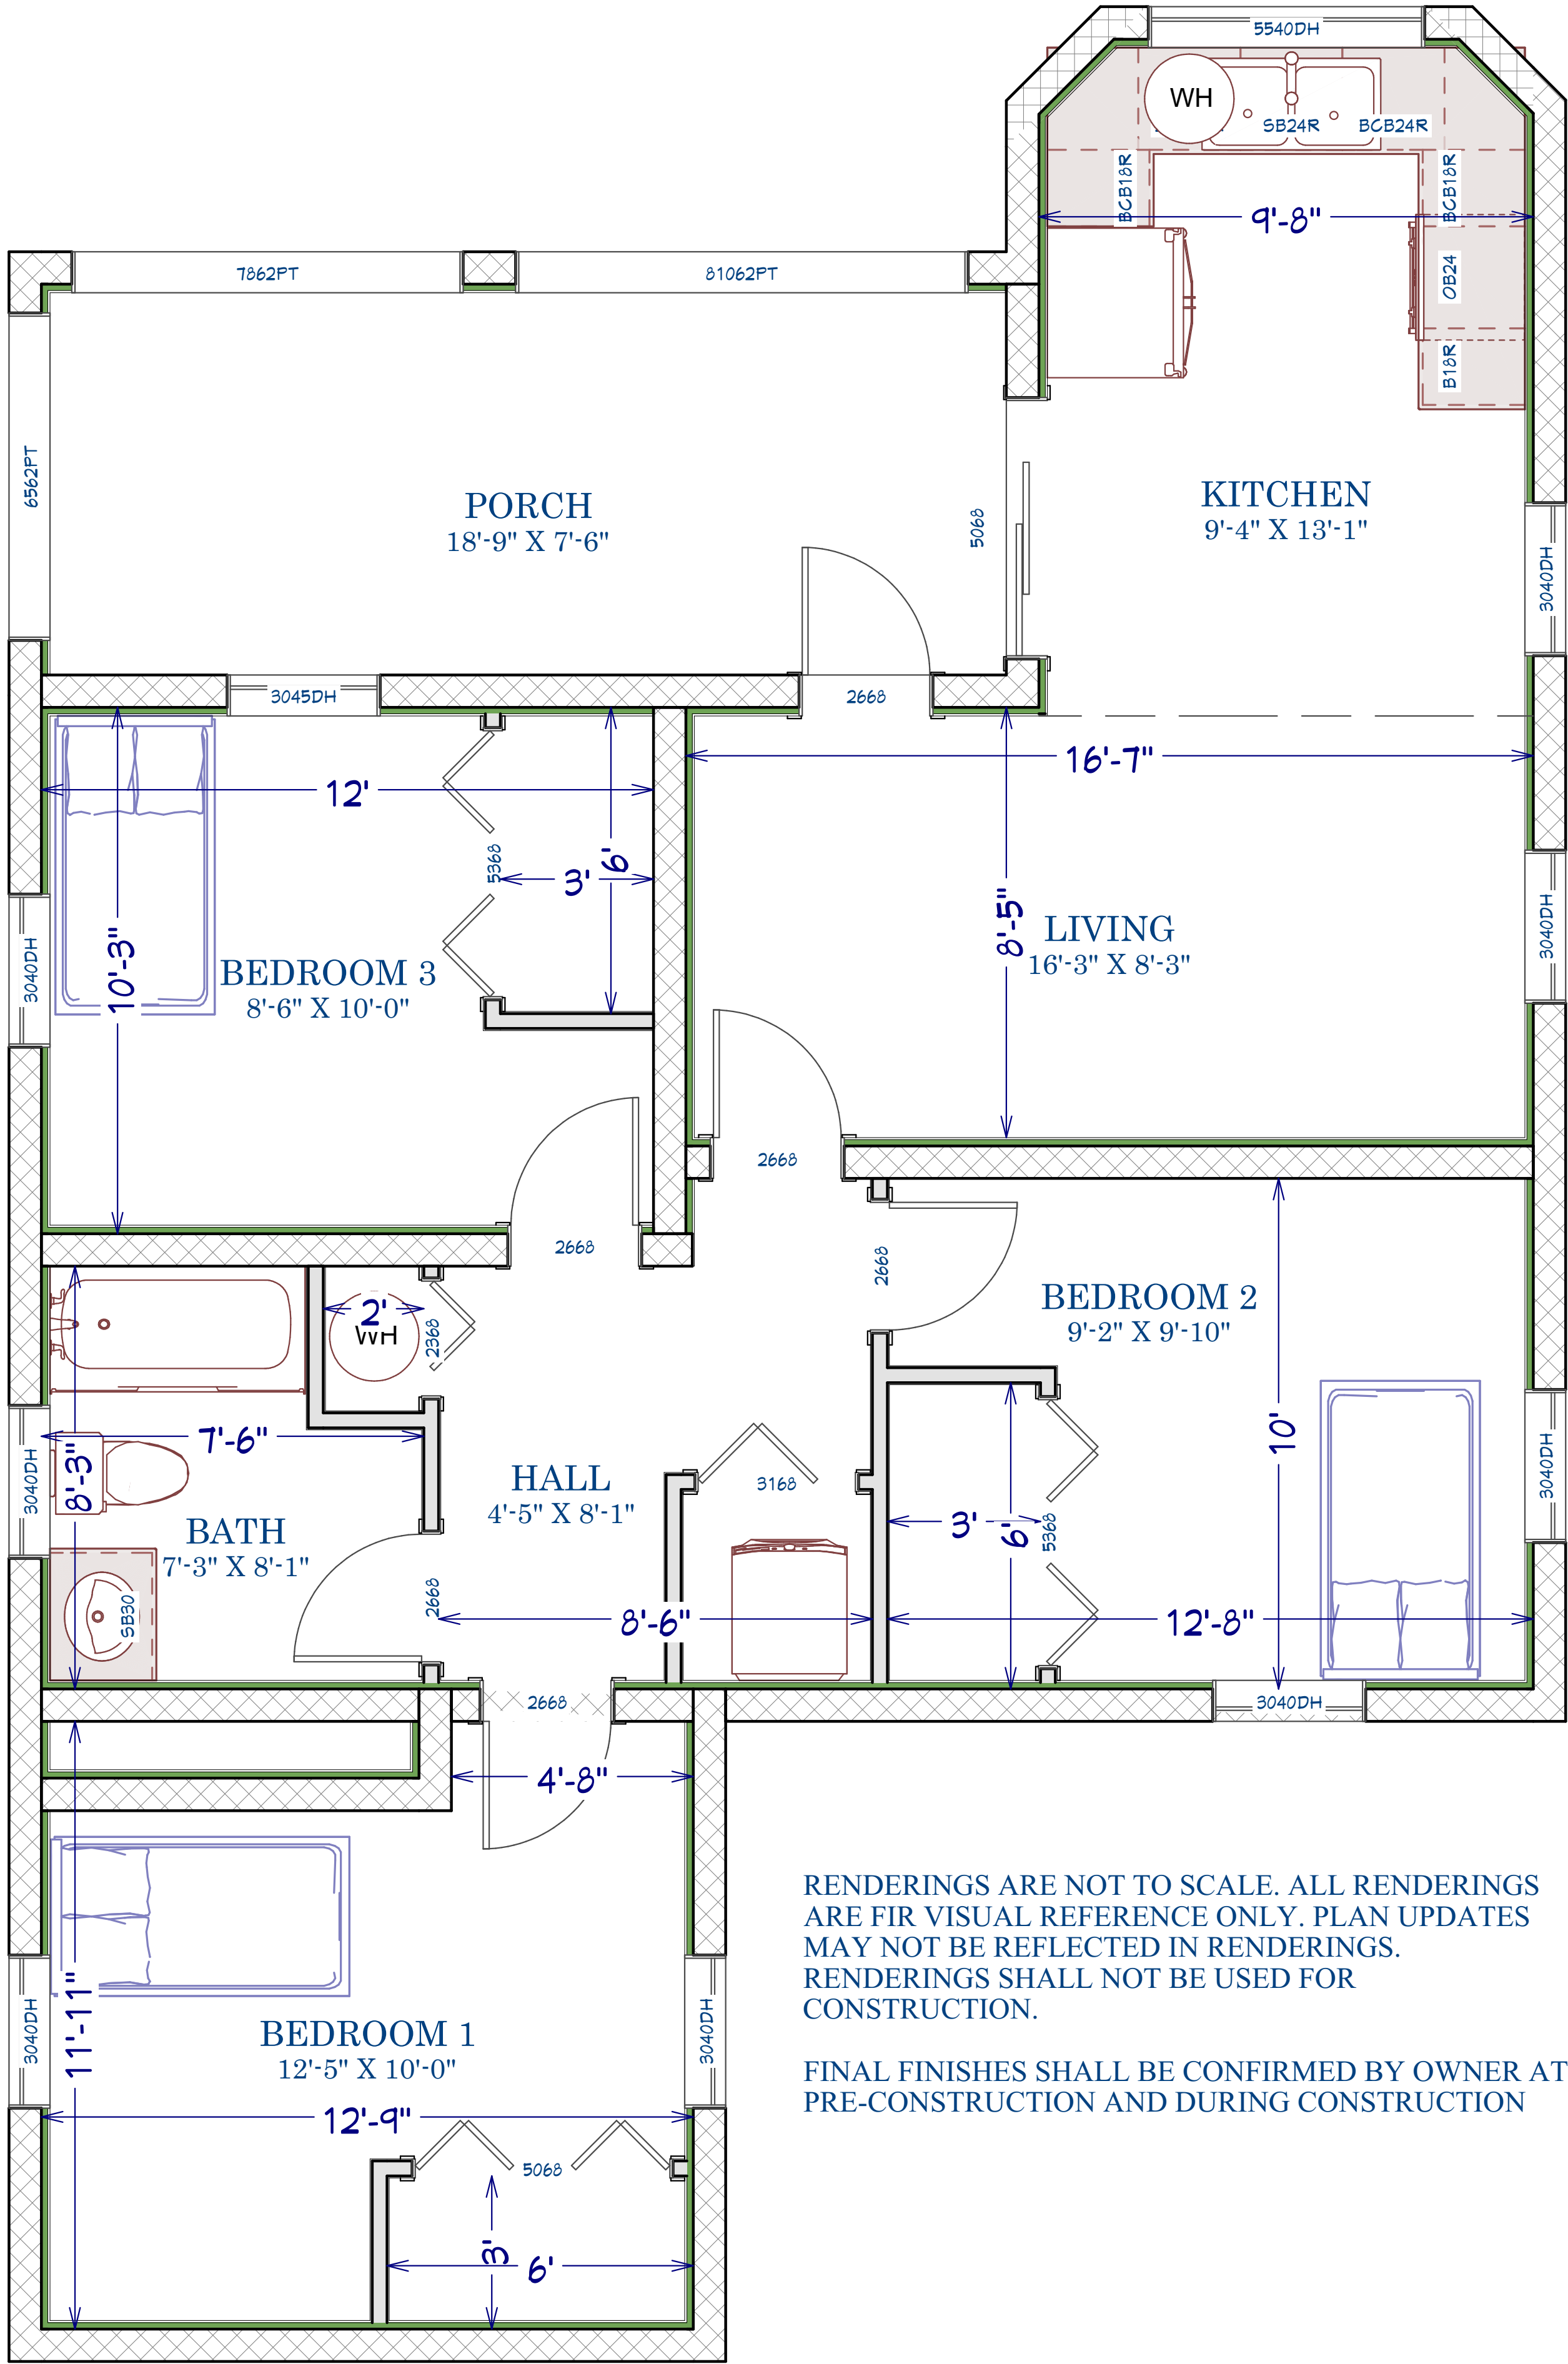 5540DH
WH
SB24R
BCB24R
BCB18R
BCB18R
9'-8"
OB24
B18R
7862PT
81062PT
6562PT
PORCH
18'-9" X 7'-6"
5068
KITCHEN
9'-4" X 13'-1"
3040DH
3045DH
2668
16'-7"
12'
5368
3'
6'
10'-3"
3040DH
BEDROOM 3
8'-6" X 10'-0"
8'-5"
LIVING
16'-3" X 8'-3"
3040DH
2668
2668
2668
2'
WH
2368
BEDROOM 2
9'-2" X 9'-10"
7'-6"
8'-3"
3040DH
BATH
7'-3" X 8'-1"
SB30
HALL
4'-5" X 8'-1"
3168
10'
3040DH
3'
6'
5368
2668
8'-6"
12'-8"
2668
3040DH
4'-8"
11'-11"
3040DH
BEDROOM 1
12'-5" X 10'-0"
3040DH
12'-9"
5068
3'
6'
RENDERINGS ARE NOT TO SCALE. ALL RENDERINGS
ARE FIR VISUAL REFERENCE ONLY. PLAN UPDATES
MAY NOT BE REFLECTED IN RENDERINGS.
RENDERINGS SHALL NOT BE USED FOR
CONSTRUCTION.
FINAL FINISHES SHALL BE CONFIRMED BY OWNER AT
PRE-CONSTRUCTION AND DURING CONSTRUCTION